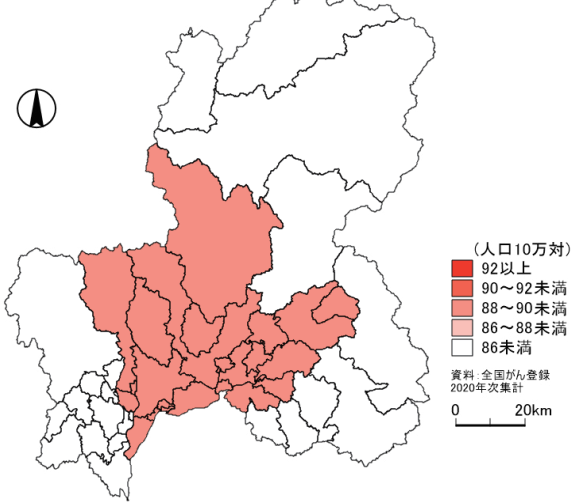 (人口10万対)
92以上
90～92未満
88～90未満
86～88未満
86未満
資料:全国がん登録
2020年次集計
0 20km